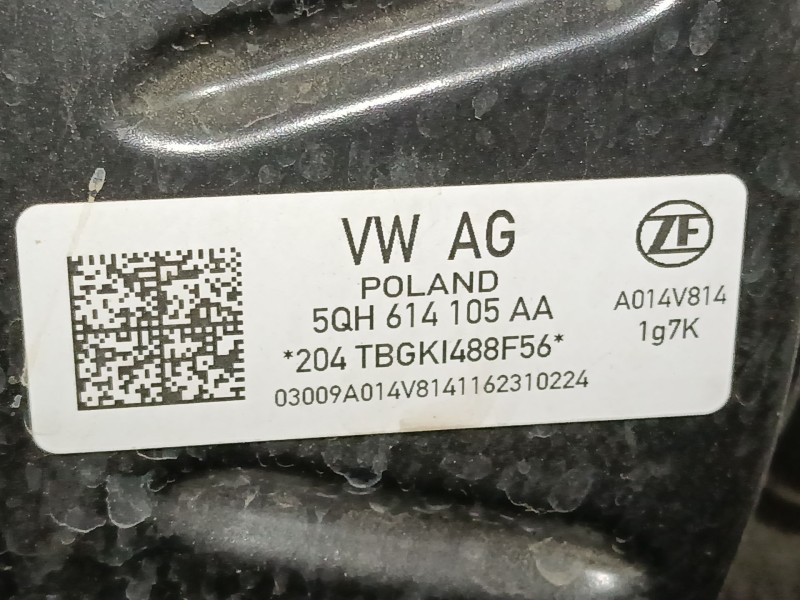 VW AG
ZF
POLAND
A014V814
5QH 614 105 AA
1g7K
*204 TBGKI488F56*
03009A014V8141162310224